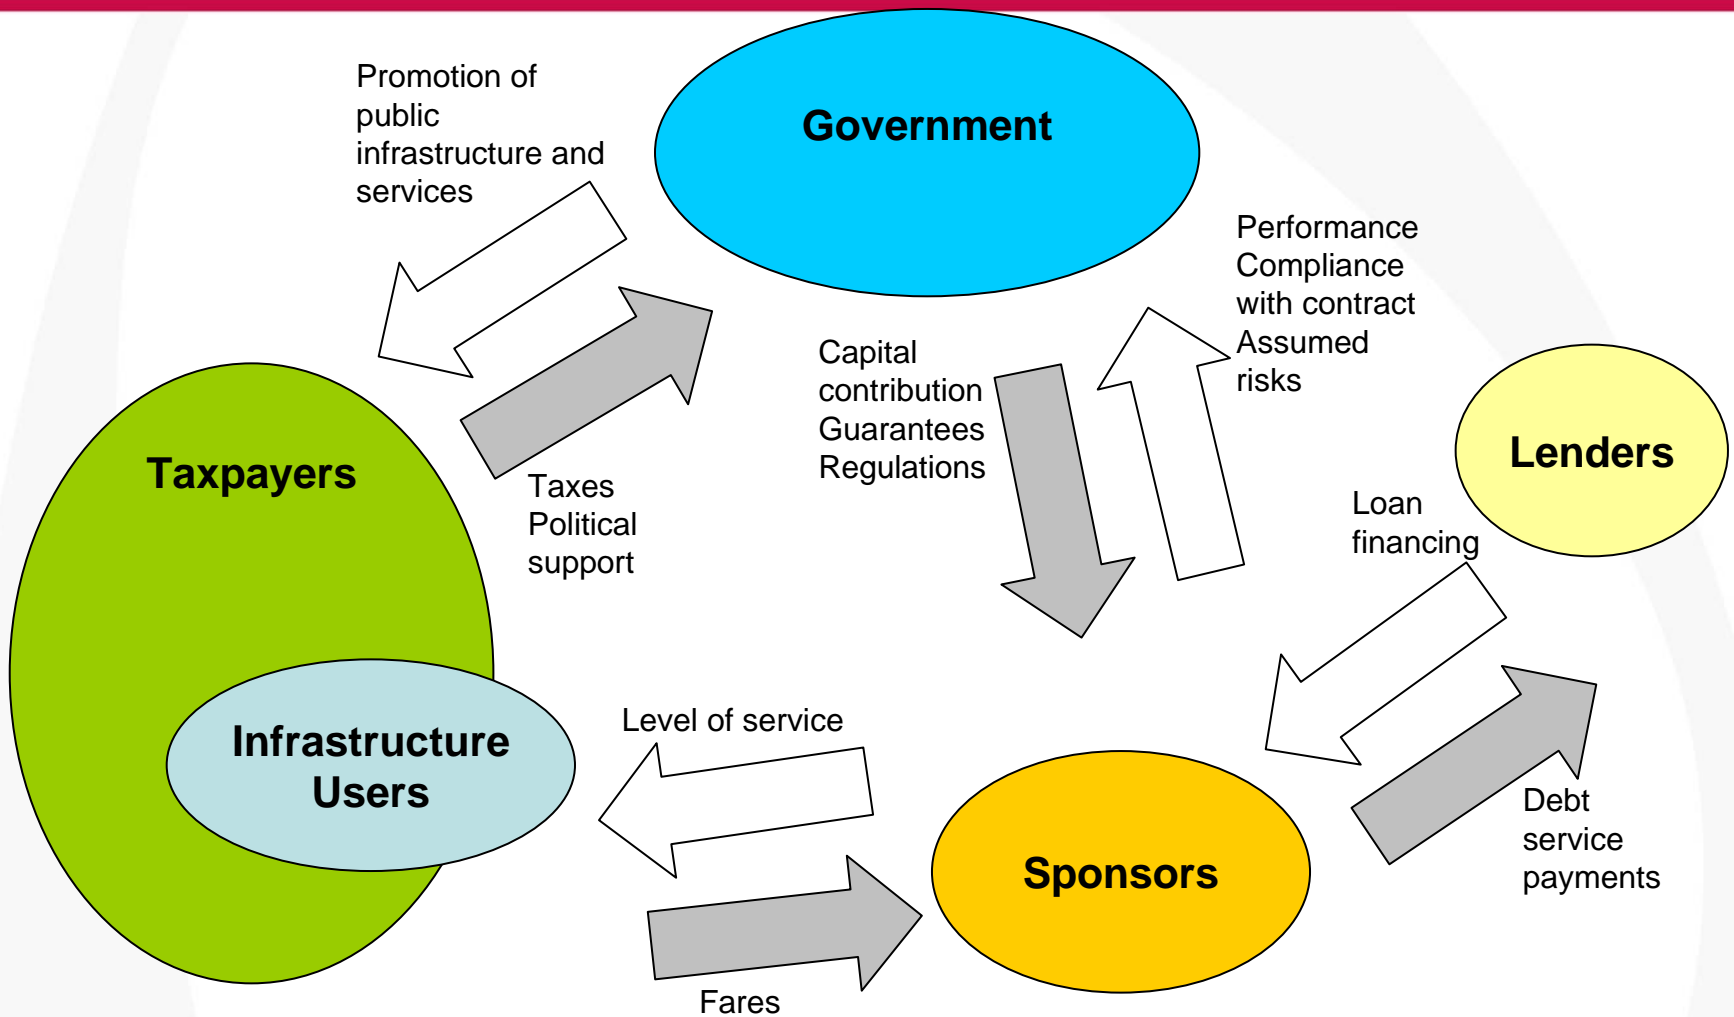 Promotion of
public
infrastructure and
services
Government
Performance
Compliance
with contract
Assumed
risks
Capital
contribution
Guarantees
Regulations
Lenders
Taxpayers
Taxes
Political
support
Loan
financing
Infrastructure
Users
Level of service
Sponsors
Debt
service
payments
Fares